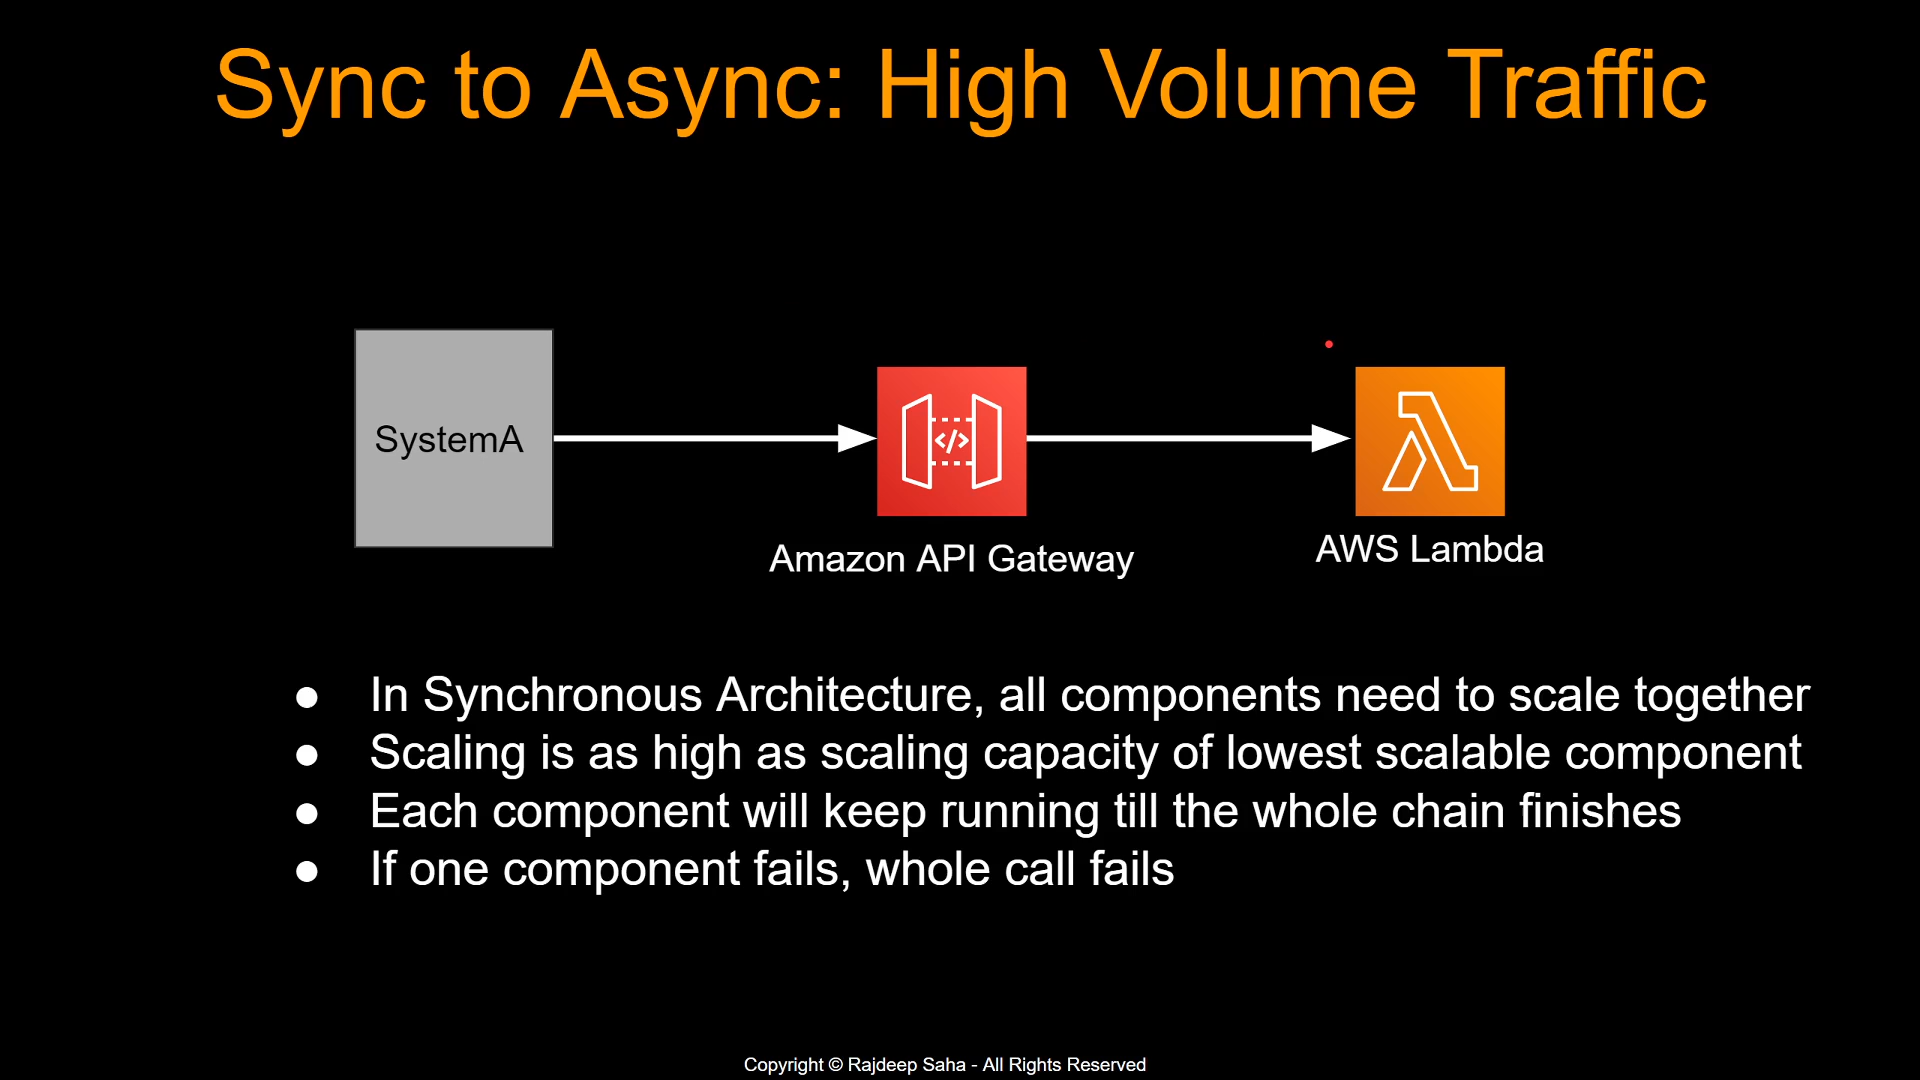 Sync to Async: High Volume Traffic
SystemA
</>
Amazon API Gateway
AWS Lambda
● In Synchronous Architecture, all components need to scale together
● Scaling is as high as scaling capacity of lowest scalable component
● Each component will keep running till the whole chain finishes
● If one component fails, whole call fails
Copyright © Rajdeep Saha - All Rights Reserved